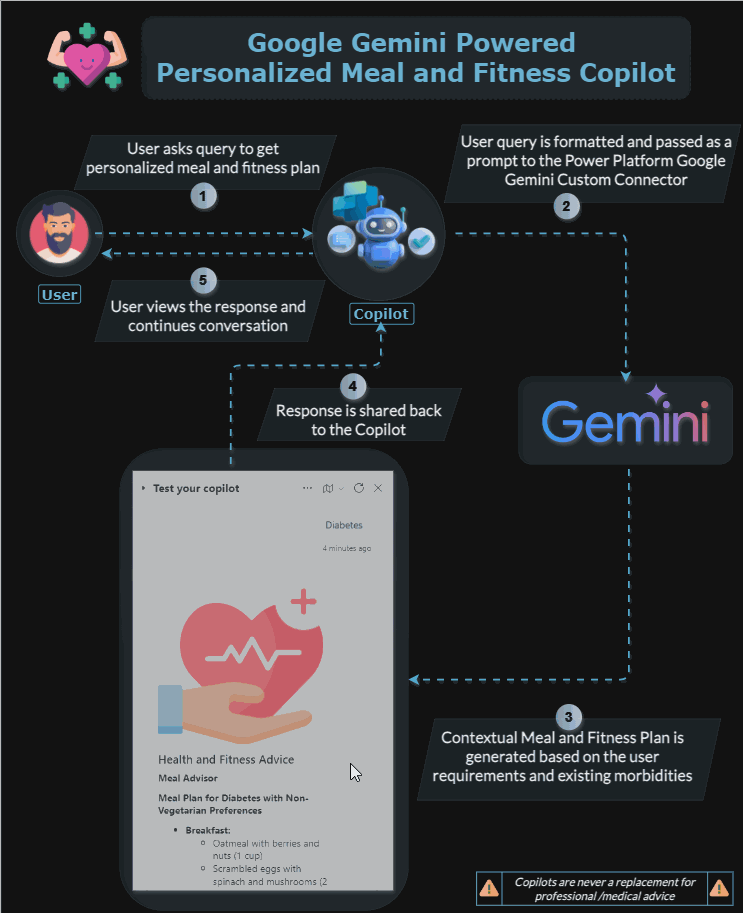 Google Gemini Powered
Personalized Meal and Fitness Copilot
User asks query to get
personalized meal and fitness plan
1
User query is formatted and passed as a
prompt to the Power Platform Google
Gemini Custom Connector
2
User
5
User views the response and
continues conversation
Copilot
4
Response is shared back
to the Copilot
Gemini
Test your copilot
Diabetes
4 minutes ago
Health and Fitness Advice
Meal Advisor
Meal Plan for Diabetes with Non-
Vegetarian Preferences
• Breakfast:
○ Oatmeal with berries and
nuts (1 cup)
○ Scrambled eggs with
spinach and mushrooms (2
3
Contextual Meal and Fitness Plan is
generated based on the user
requirements and existing morbidities
Copilots are never a replacement for
professional /medical advice